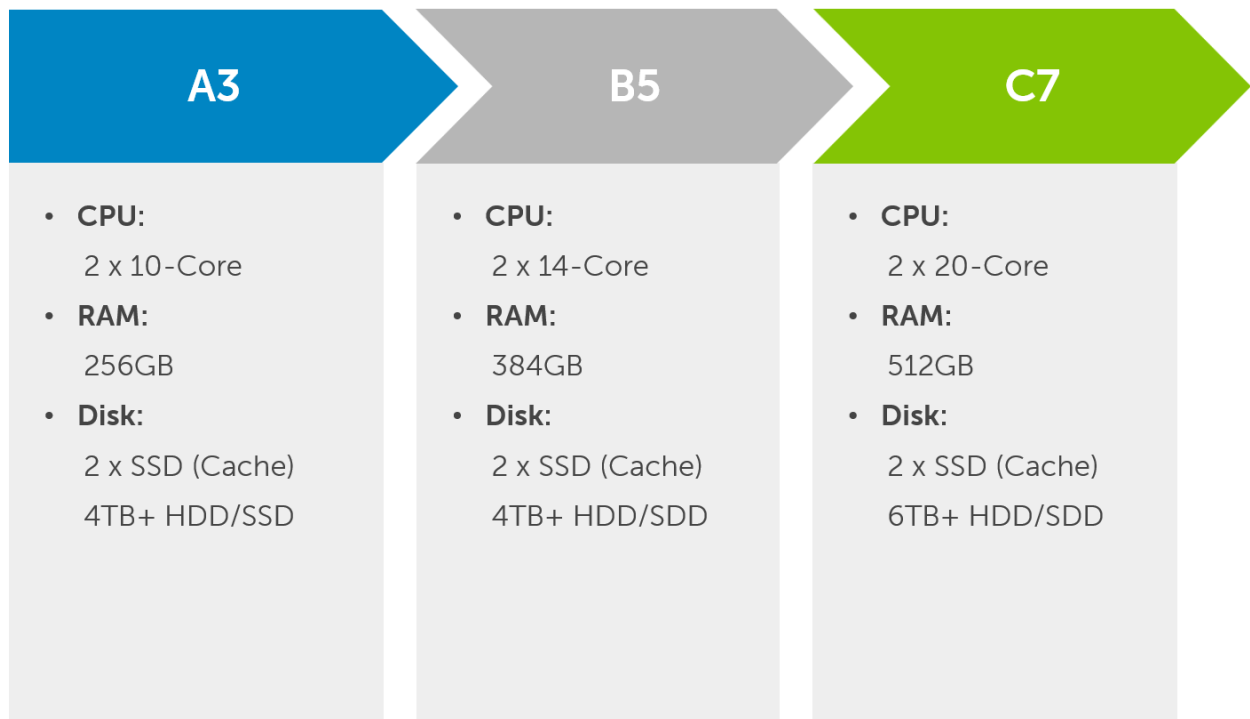 A3
• CPU:
2 x 10-Core
• RAM:
256GB
• Disk:
2 x SSD (Cache)
4TB+ HDD/SSD
B5
• CPU:
2 x 14-Core
• RAM:
384GB
• Disk:
2 x SSD (Cache)
4TB+ HDD/SDD
C7
• CPU:
2 x 20-Core
• RAM:
512GB
• Disk:
2 x SSD (Cache)
6TB+ HDD/SDD